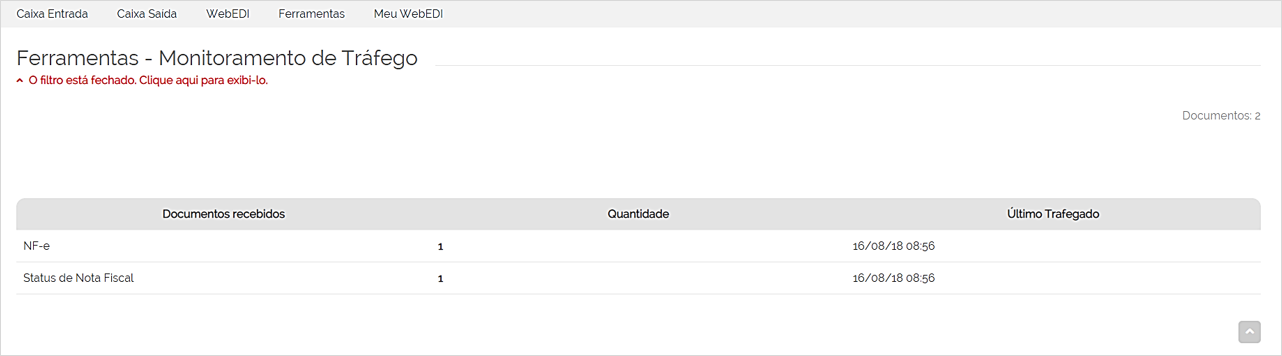 Caixa Entrada Caixa Saída WebEDI Ferramentas Meu WebEDI
Ferramentas - Monitoramento de Tráfego
O filtro está fechado. Clique aqui para exibi-lo.
Documentos: 2
Documentos recebidos Quantidade Último Trafegado
NF-e 1 16/08/18 08:56
Status de Nota Fiscal 1 16/08/18 08:56